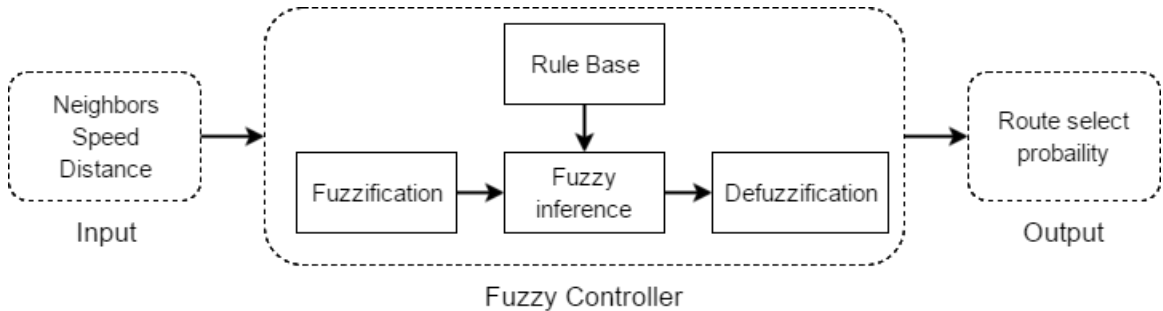 Neighbors
Speed
Distance
Input
Rule Base
Fuzzification
Fuzzy
inference
Defuzzification
Fuzzy Controller
Route select
probaility
Output